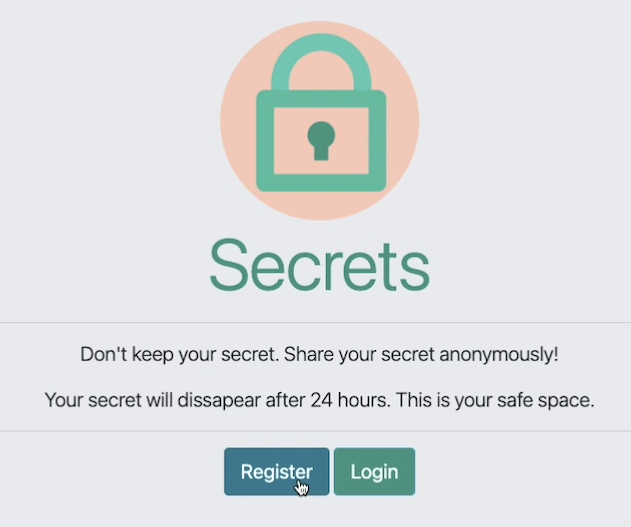 Secrets
Don't keep your secret. Share your secret anonymously!
Your secret will dissapear after 24 hours. This is your safe space.
Register Login